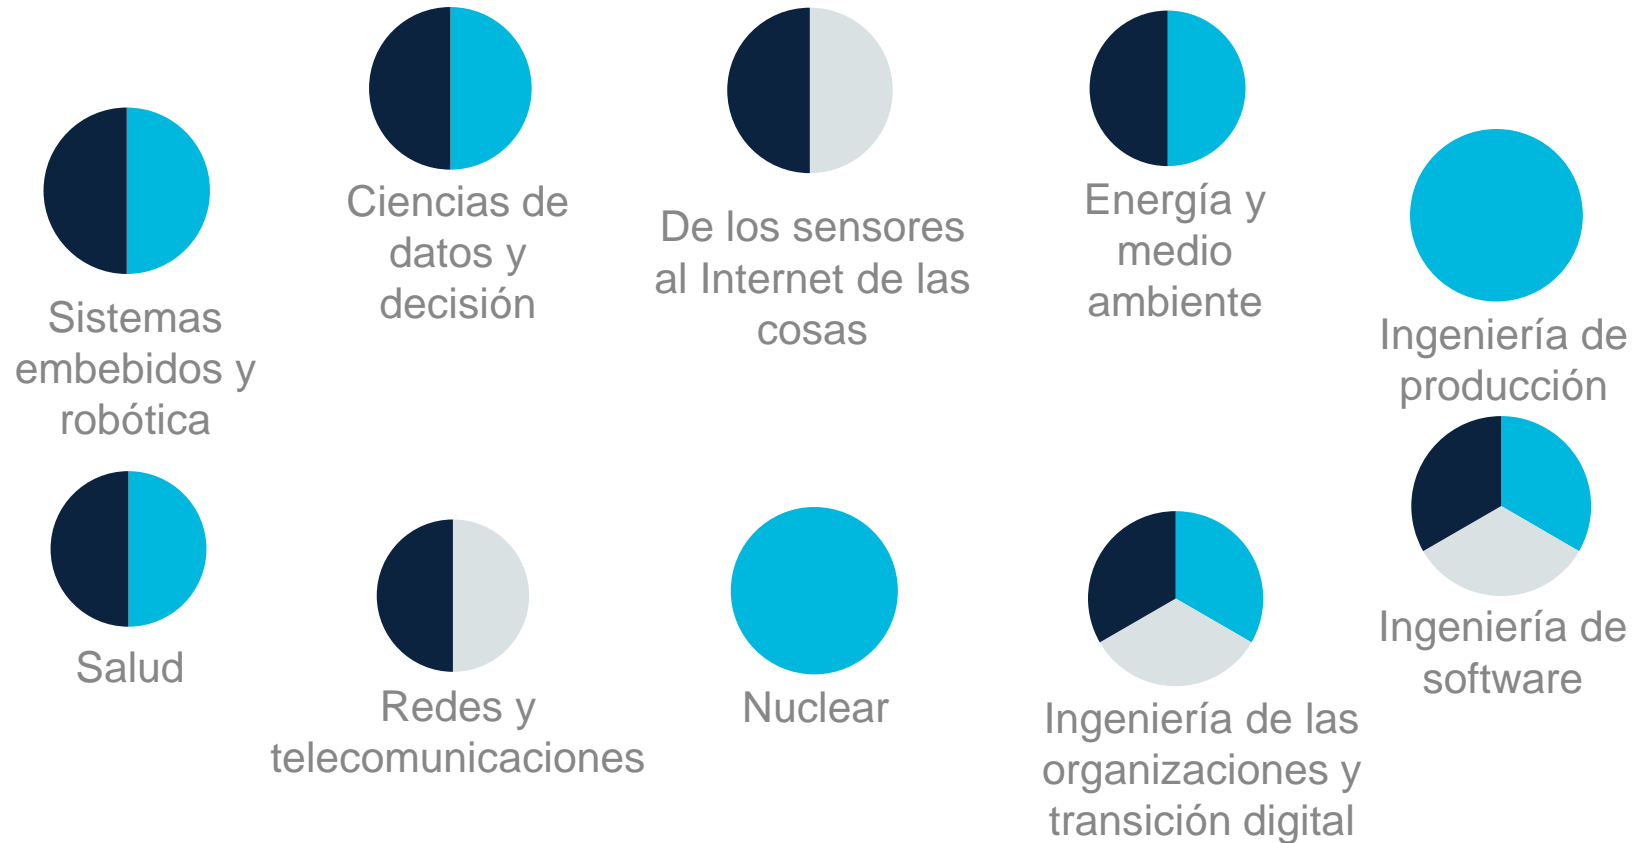 Sistemas
embebidos y
robótica
Ciencias de
datos y
decisión
De los sensores
al Internet de las
cosas
Energía y
medio
ambiente
Ingeniería de
producción
Salud
Redes y
telecomunicaciones
Nuclear
Ingeniería de las
organizaciones y
transición digital
Ingeniería de
software